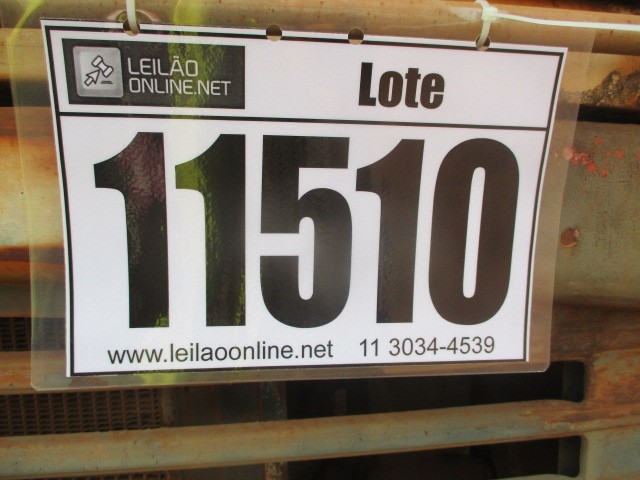 LEILÃO
ONLINE.NET
Lote
11510
www.leilaoonline.net 11 3034-4539